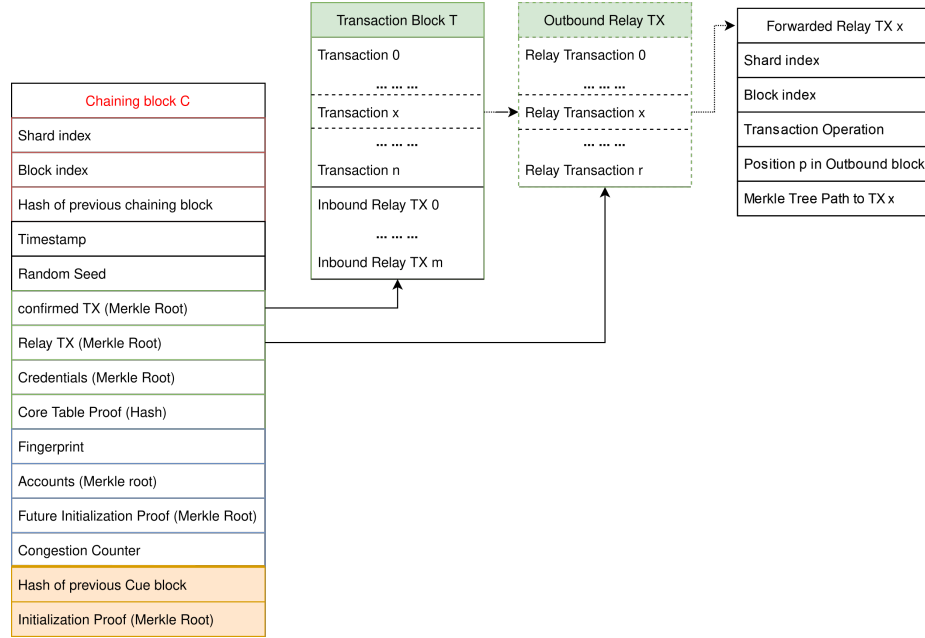 Transaction Block T
Transaction 0
... ... ...
Transaction x
... ... ...
Transaction n
Inbound Relay TX 0
... ... ...
Inbound Relay TX m
Outbound Relay TX
Relay Transaction 0
... ... ...
Relay Transaction x
... ... ...
Relay Transaction r
Forwarded Relay TX x
Shard index
Block index
Transaction Operation
Position p in Outbound block
Merkle Tree Path to TX x
Chaining block C
Shard index
Block index
Hash of previous chaining block
Timestamp
Random Seed
confirmed TX (Merkle Root)
Relay TX (Merkle Root)
Credentials (Merkle Root)
Core Table Proof (Hash)
Fingerprint
Accounts (Merkle root)
Future Initialization Proof (Merkle Root)
Congestion Counter
Hash of previous Cue block
Initialization Proof (Merkle Root)